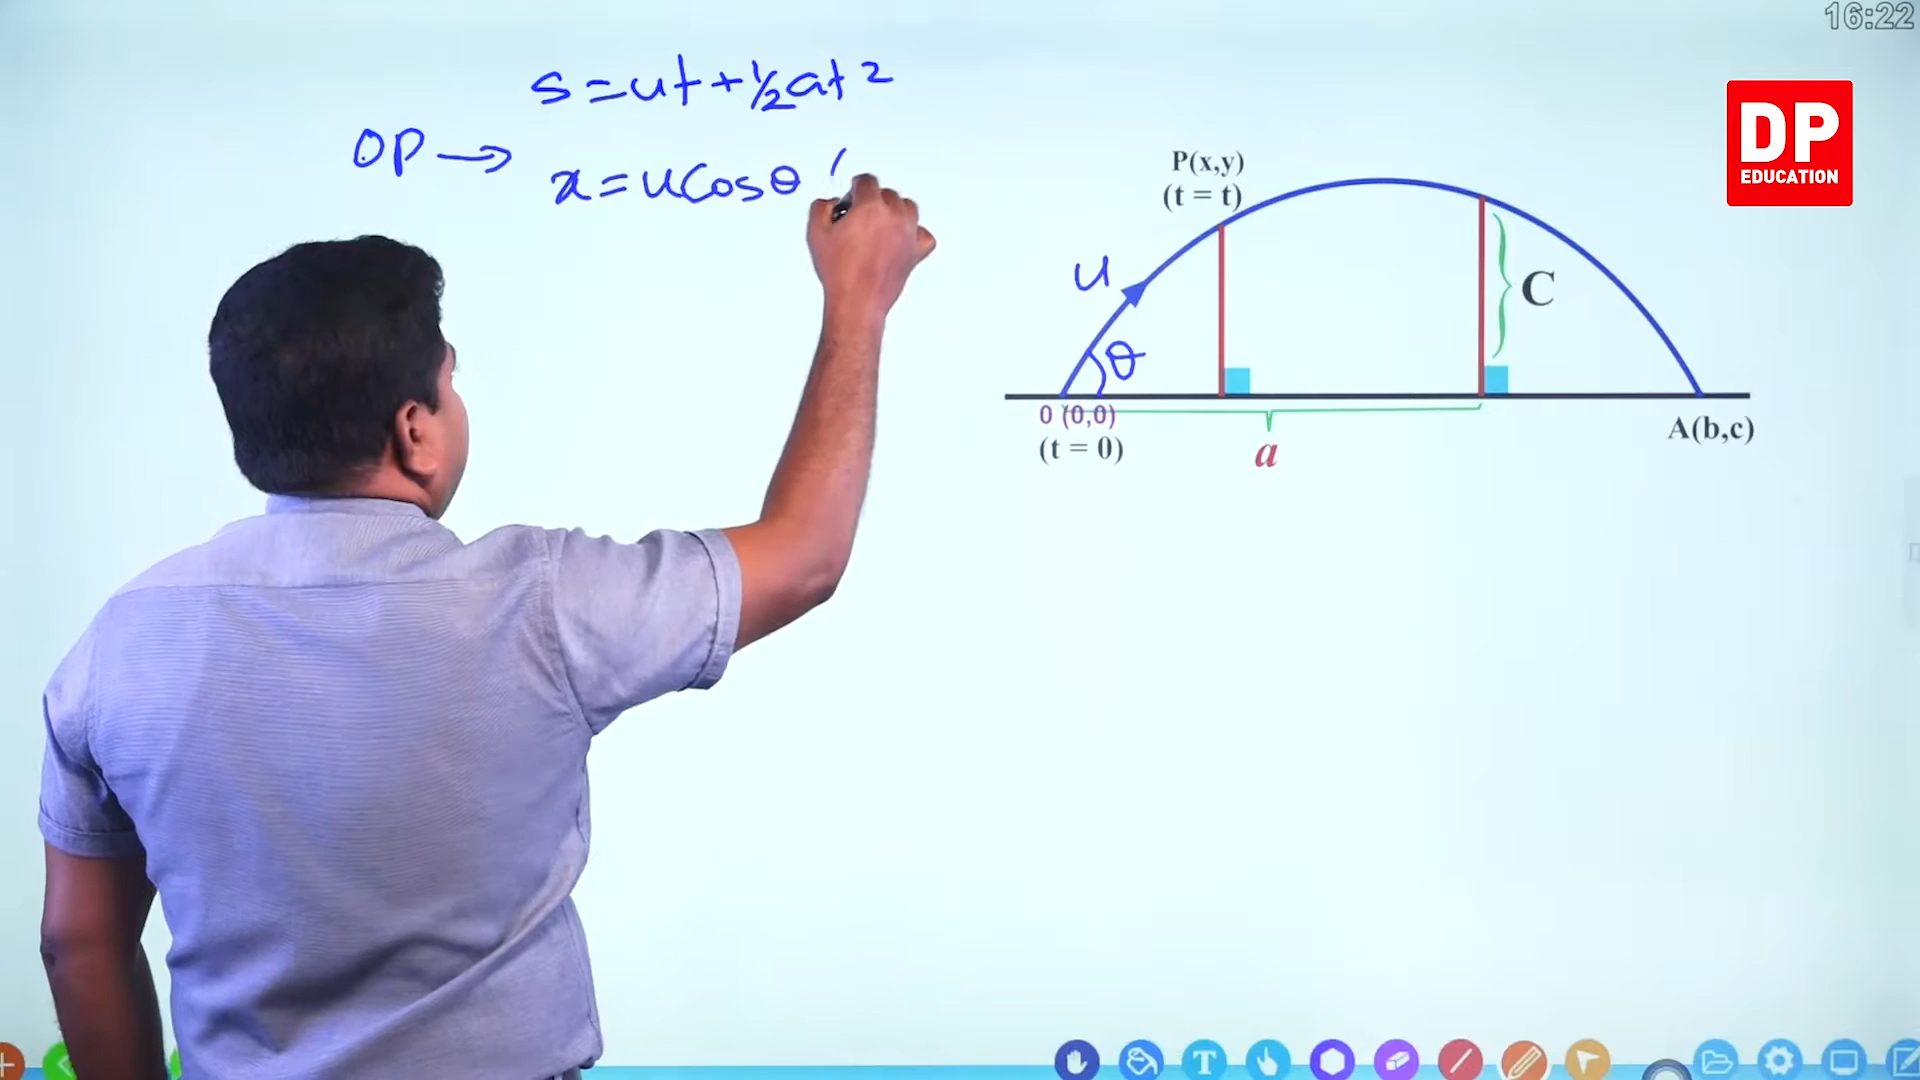 16:22
s = ut + ½at²
OP →
x = ucosθ (
DP
EDUCATION
P(x,y)
(t = t)
u
C
θ
0 (0,0)
(t = 0)
a
A(b,c)
T